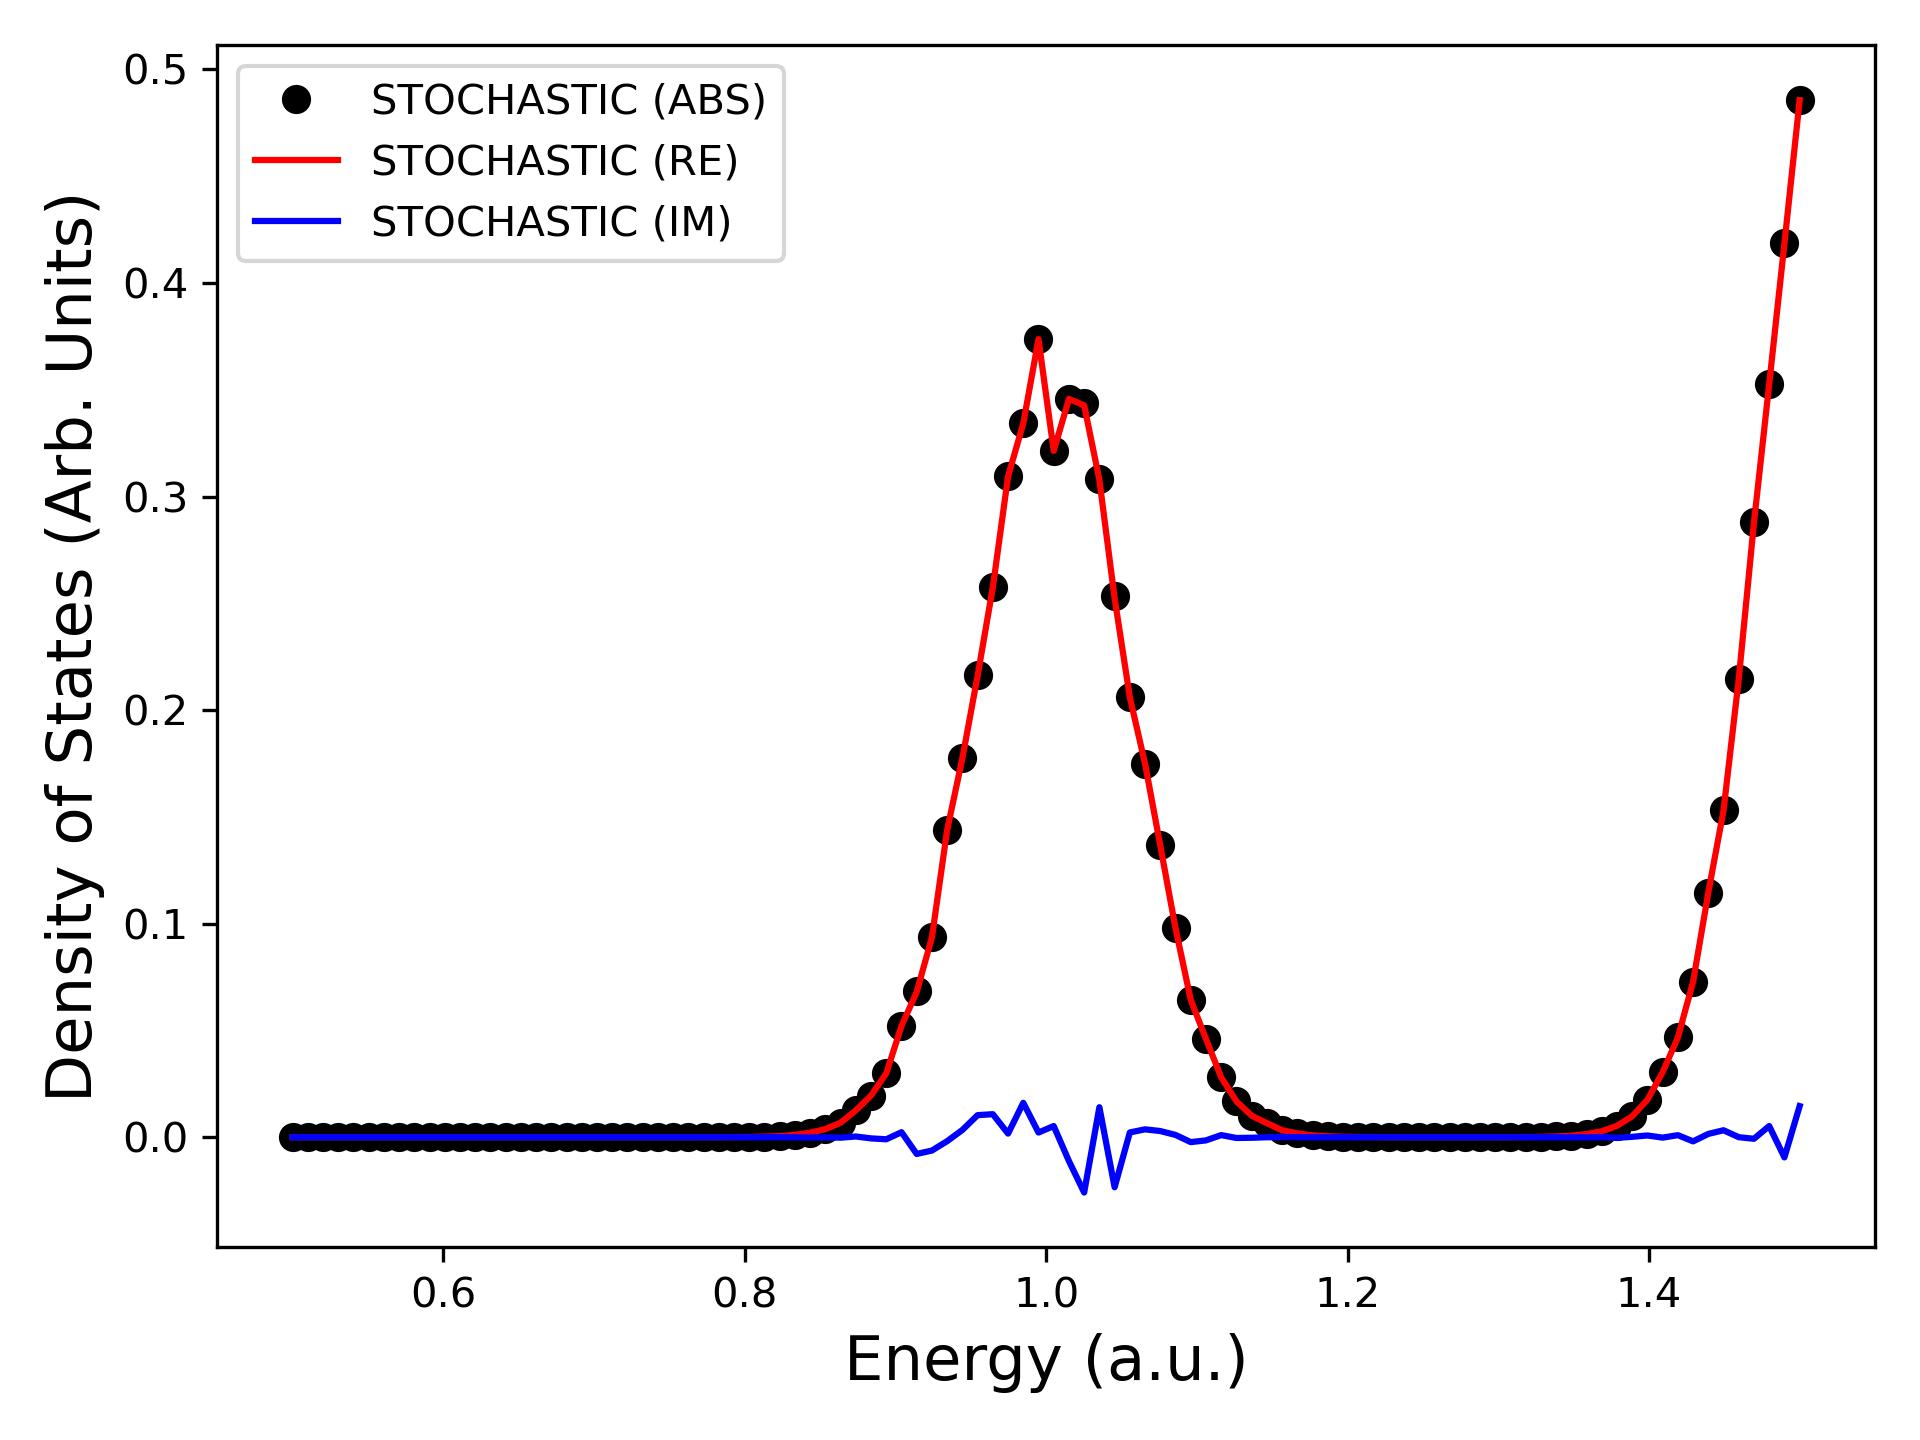 0.5
0.4
0.3
0.2
0.1
0.0
Density of States (Arb. Units)
STOCHASTIC (ABS)
STOCHASTIC (RE)
STOCHASTIC (IM)
0.6 0.8 1.0 1.2 1.4
Energy (a.u.)